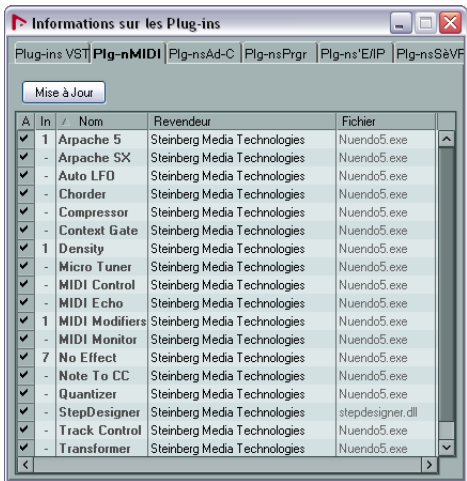 Informations sur les Plug-ins
Plug-ins VST Plg-nMIDI Plg-nsAd-C Plg-nsPrgr Plg-ns'E/IP Plg-nsSèVF
Mise à Jour
A In / Nom Revendeur Fichier
1 Arpache 5 Steinberg Media Technologies Nuendo5.exe
- Arpache SX Steinberg Media Technologies Nuendo5.exe
- Auto LFO Steinberg Media Technologies Nuendo5.exe
- Chorder Steinberg Media Technologies Nuendo5.exe
- Compressor Steinberg Media Technologies Nuendo5.exe
- Context Gate Steinberg Media Technologies Nuendo5.exe
1 Density Steinberg Media Technologies Nuendo5.exe
- Micro Tuner Steinberg Media Technologies Nuendo5.exe
- MIDI Control Steinberg Media Technologies Nuendo5.exe
- MIDI Echo Steinberg Media Technologies Nuendo5.exe
1 MIDI Modifiers Steinberg Media Technologies Nuendo5.exe
- MIDI Monitor Steinberg Media Technologies Nuendo5.exe
7 No Effect Steinberg Media Technologies Nuendo5.exe
- Note To CC Steinberg Media Technologies Nuendo5.exe
- Quantizer Steinberg Media Technologies Nuendo5.exe
- StepDesigner Steinberg Media Technologies stepdesigner.dll
- Track Control Steinberg Media Technologies Nuendo5.exe
- Transformer Steinberg Media Technologies Nuendo5.exe